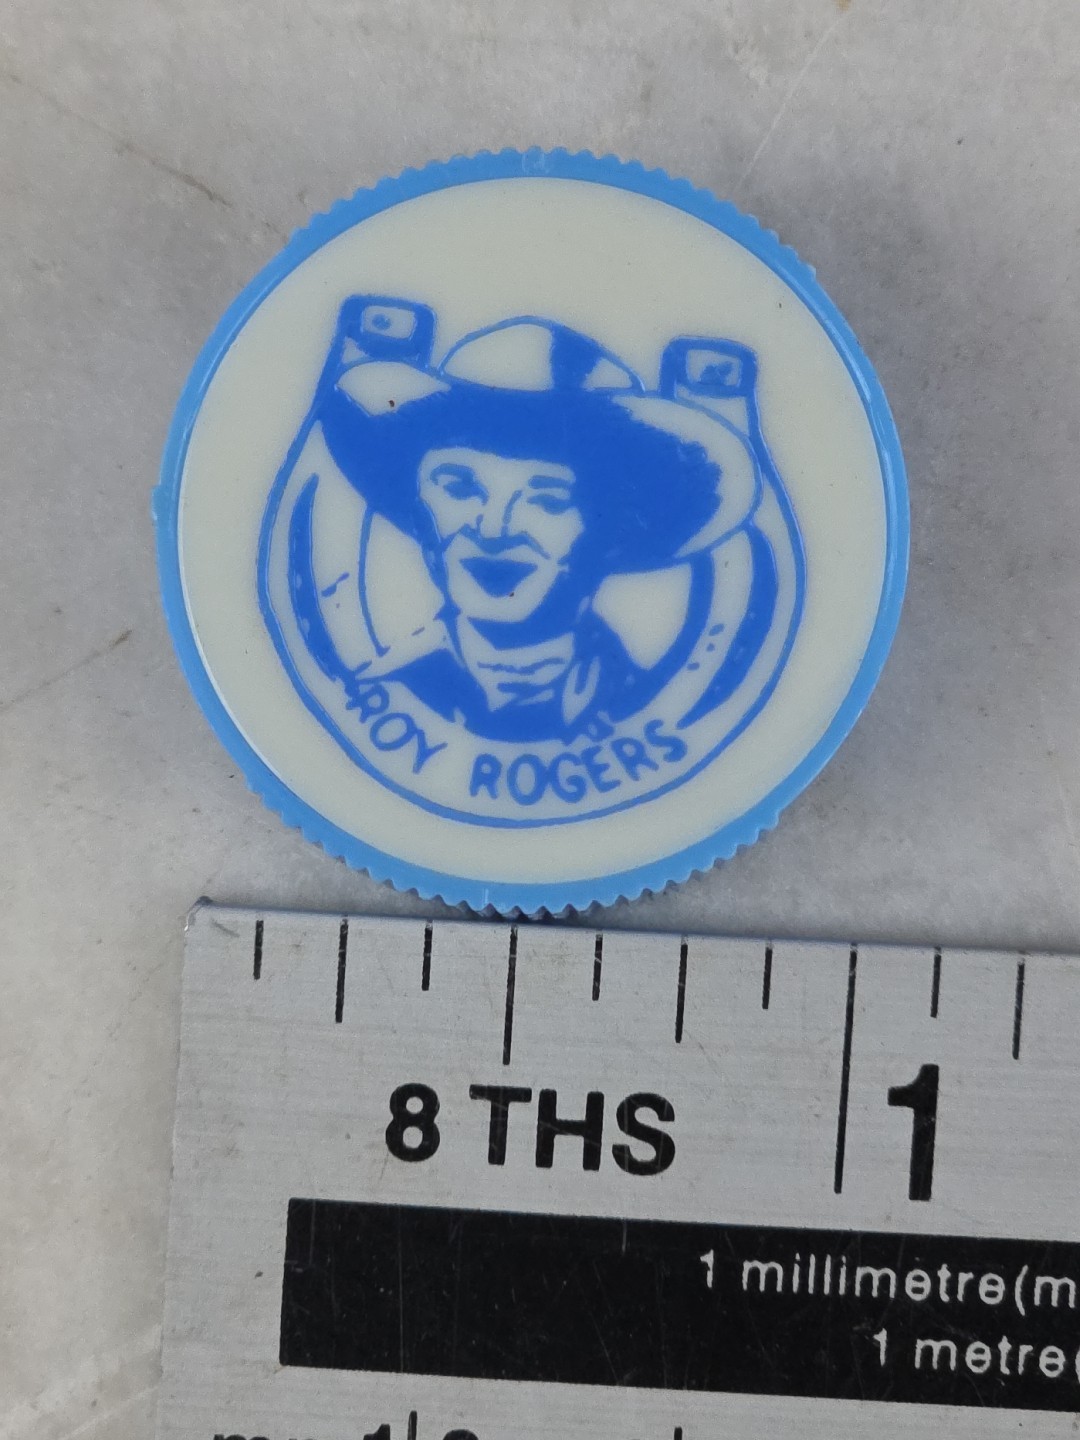 ROY ROGERS
8 THS
1
1 millimetre(m
1 metre(